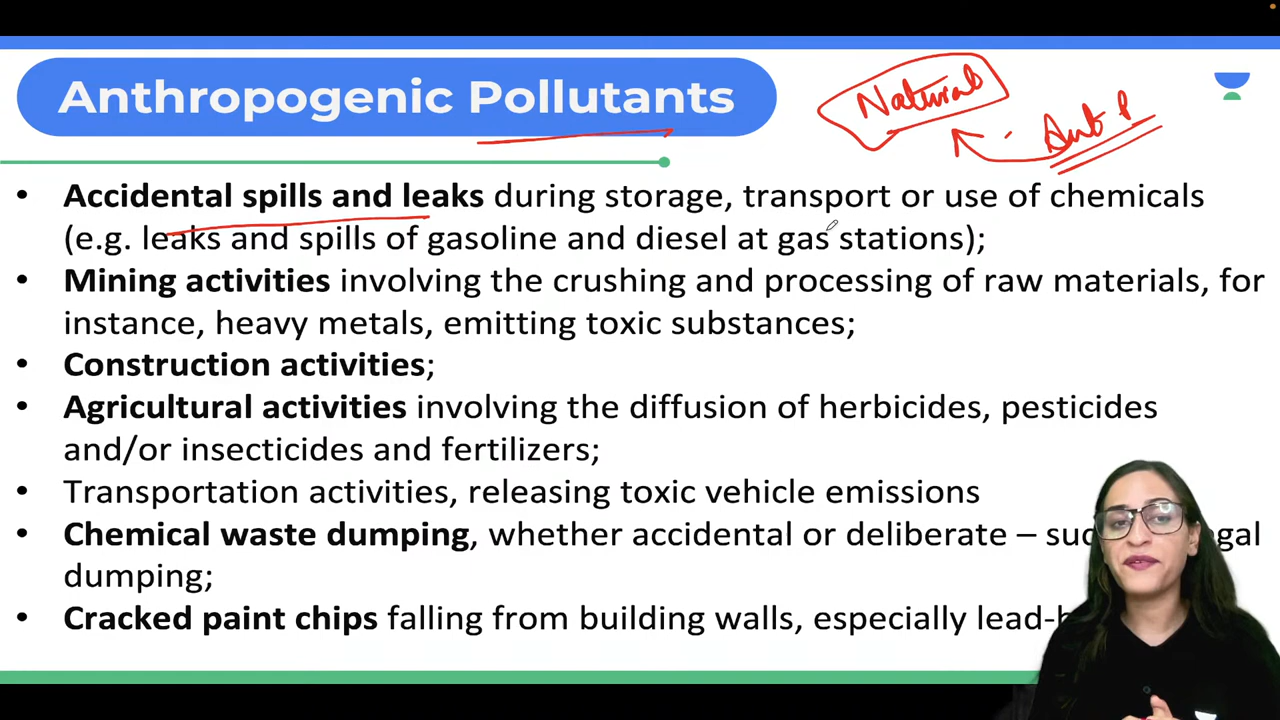 Anthropogenic Pollutants
Natural
Ant P
• Accidental spills and leaks during storage, transport or use of chemicals
(e.g. leaks and spills of gasoline and diesel at gas stations);
• Mining activities involving the crushing and processing of raw materials, for
instance, heavy metals, emitting toxic substances;
• Construction activities;
• Agricultural activities involving the diffusion of herbicides, pesticides
and/or insecticides and fertilizers;
• Transportation activities, releasing toxic vehicle emissions
• Chemical waste dumping, whether accidental or deliberate – gal
dumping;
• Cracked paint chips falling from building walls, especially